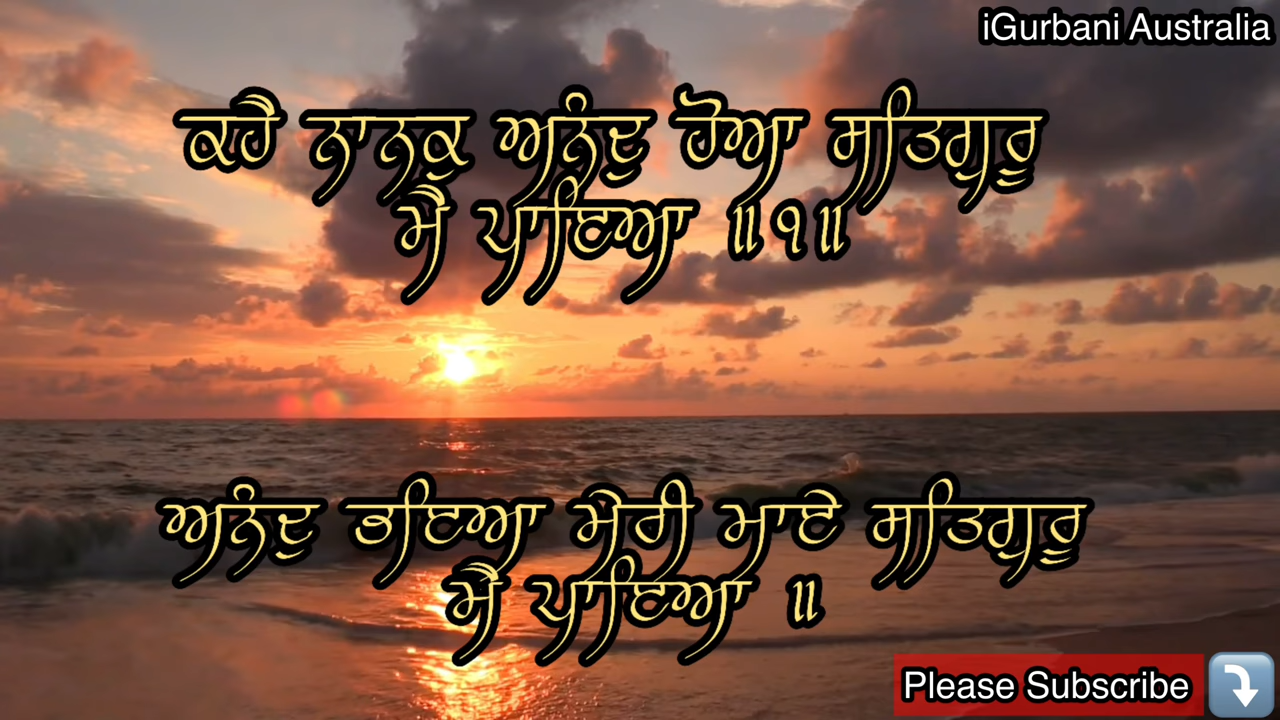 iGurbani Australia
ਕਹੈ ਨਾਨਕੁ ਅਨੰਦੁ ਹੋਆ ਸਤਿਗੁਰੂ
ਮੈ ਪਾਇਆ ॥੧॥
ਅਨੰਦੁ ਭਇਆ ਮੇਰੀ ਮਾਏ ਸਤਿਗੁਰੁ
ਮੈ ਪਾਇਆ ॥
Please Subscribe